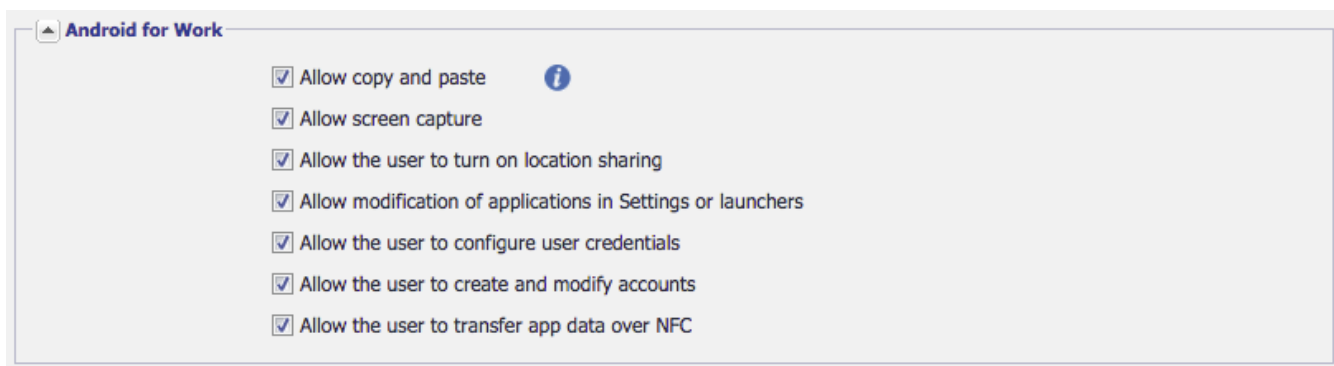 Android for Work
Allow copy and paste
Allow screen capture
Allow the user to turn on location sharing
Allow modification of applications in Settings or launchers
Allow the user to configure user credentials
Allow the user to create and modify accounts
Allow the user to transfer app data over NFC